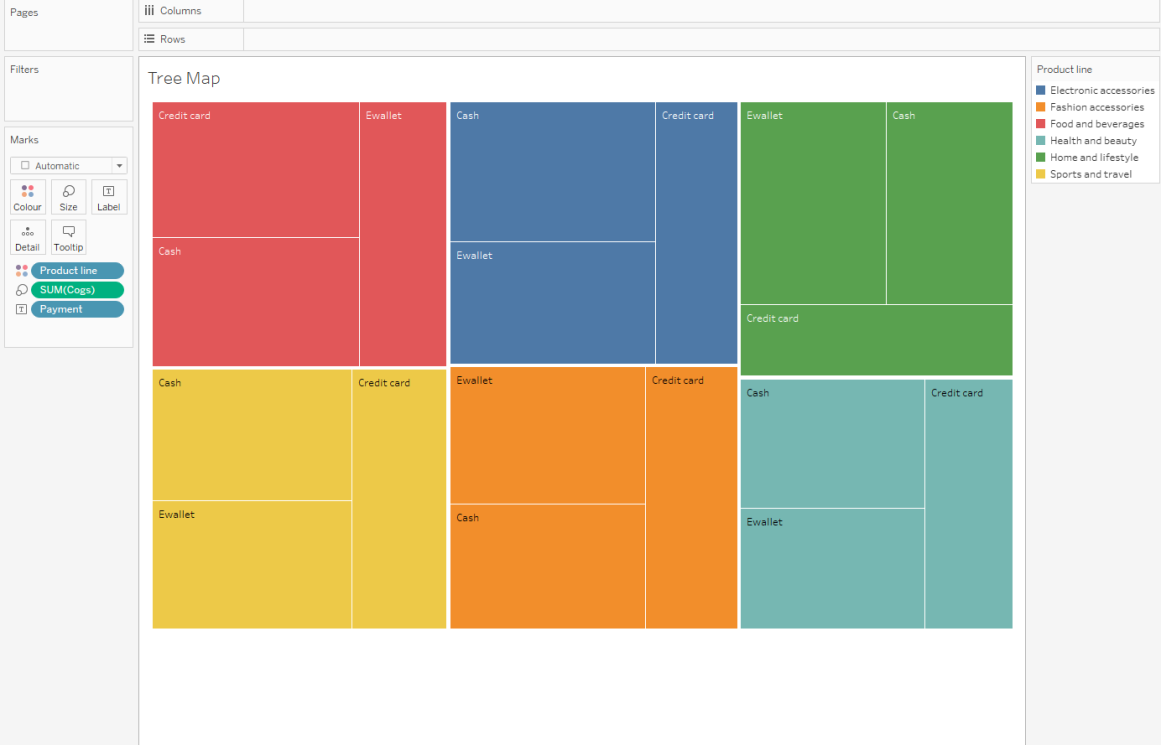 Pages
Columns
Rows
Filters
Marks
Automatic
Colour
Size
Label
Detail
Tooltip
Product line
SUM(Cogs)
Payment
Tree Map
Credit card
Ewallet
Cash
Cash
Credit card
Ewallet
Ewallet
Cash
Credit card
Cash
Credit card
Ewallet
Ewallet
Credit card
Cash
Cash
Credit card
Ewallet
Product line
Electronic accessories
Fashion accessories
Food and beverages
Health and beauty
Home and lifestyle
Sports and travel